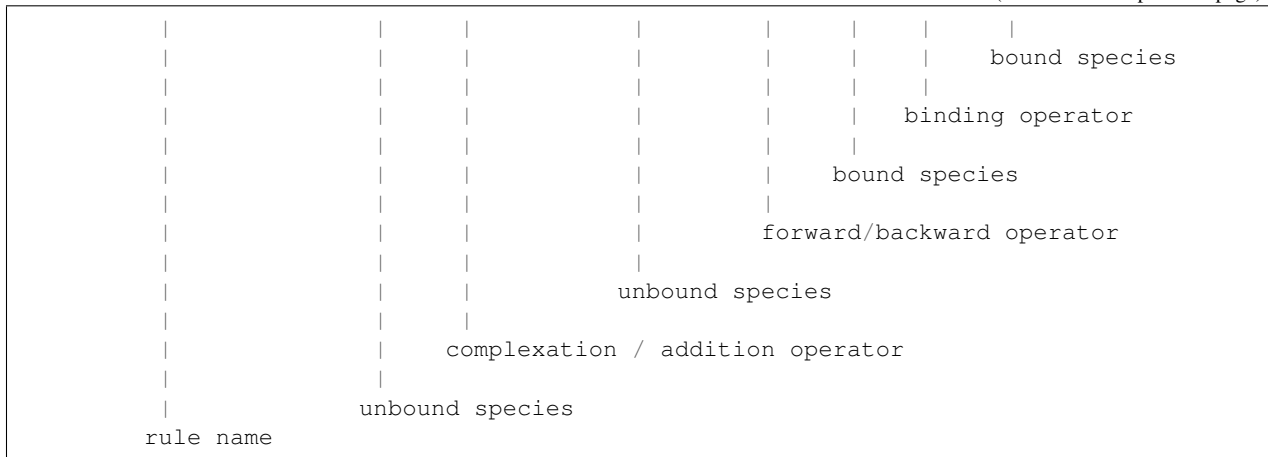 bound species
binding operator
bound species
forward/backward operator
unbound species
complexation / addition operator
unbound species
rule name